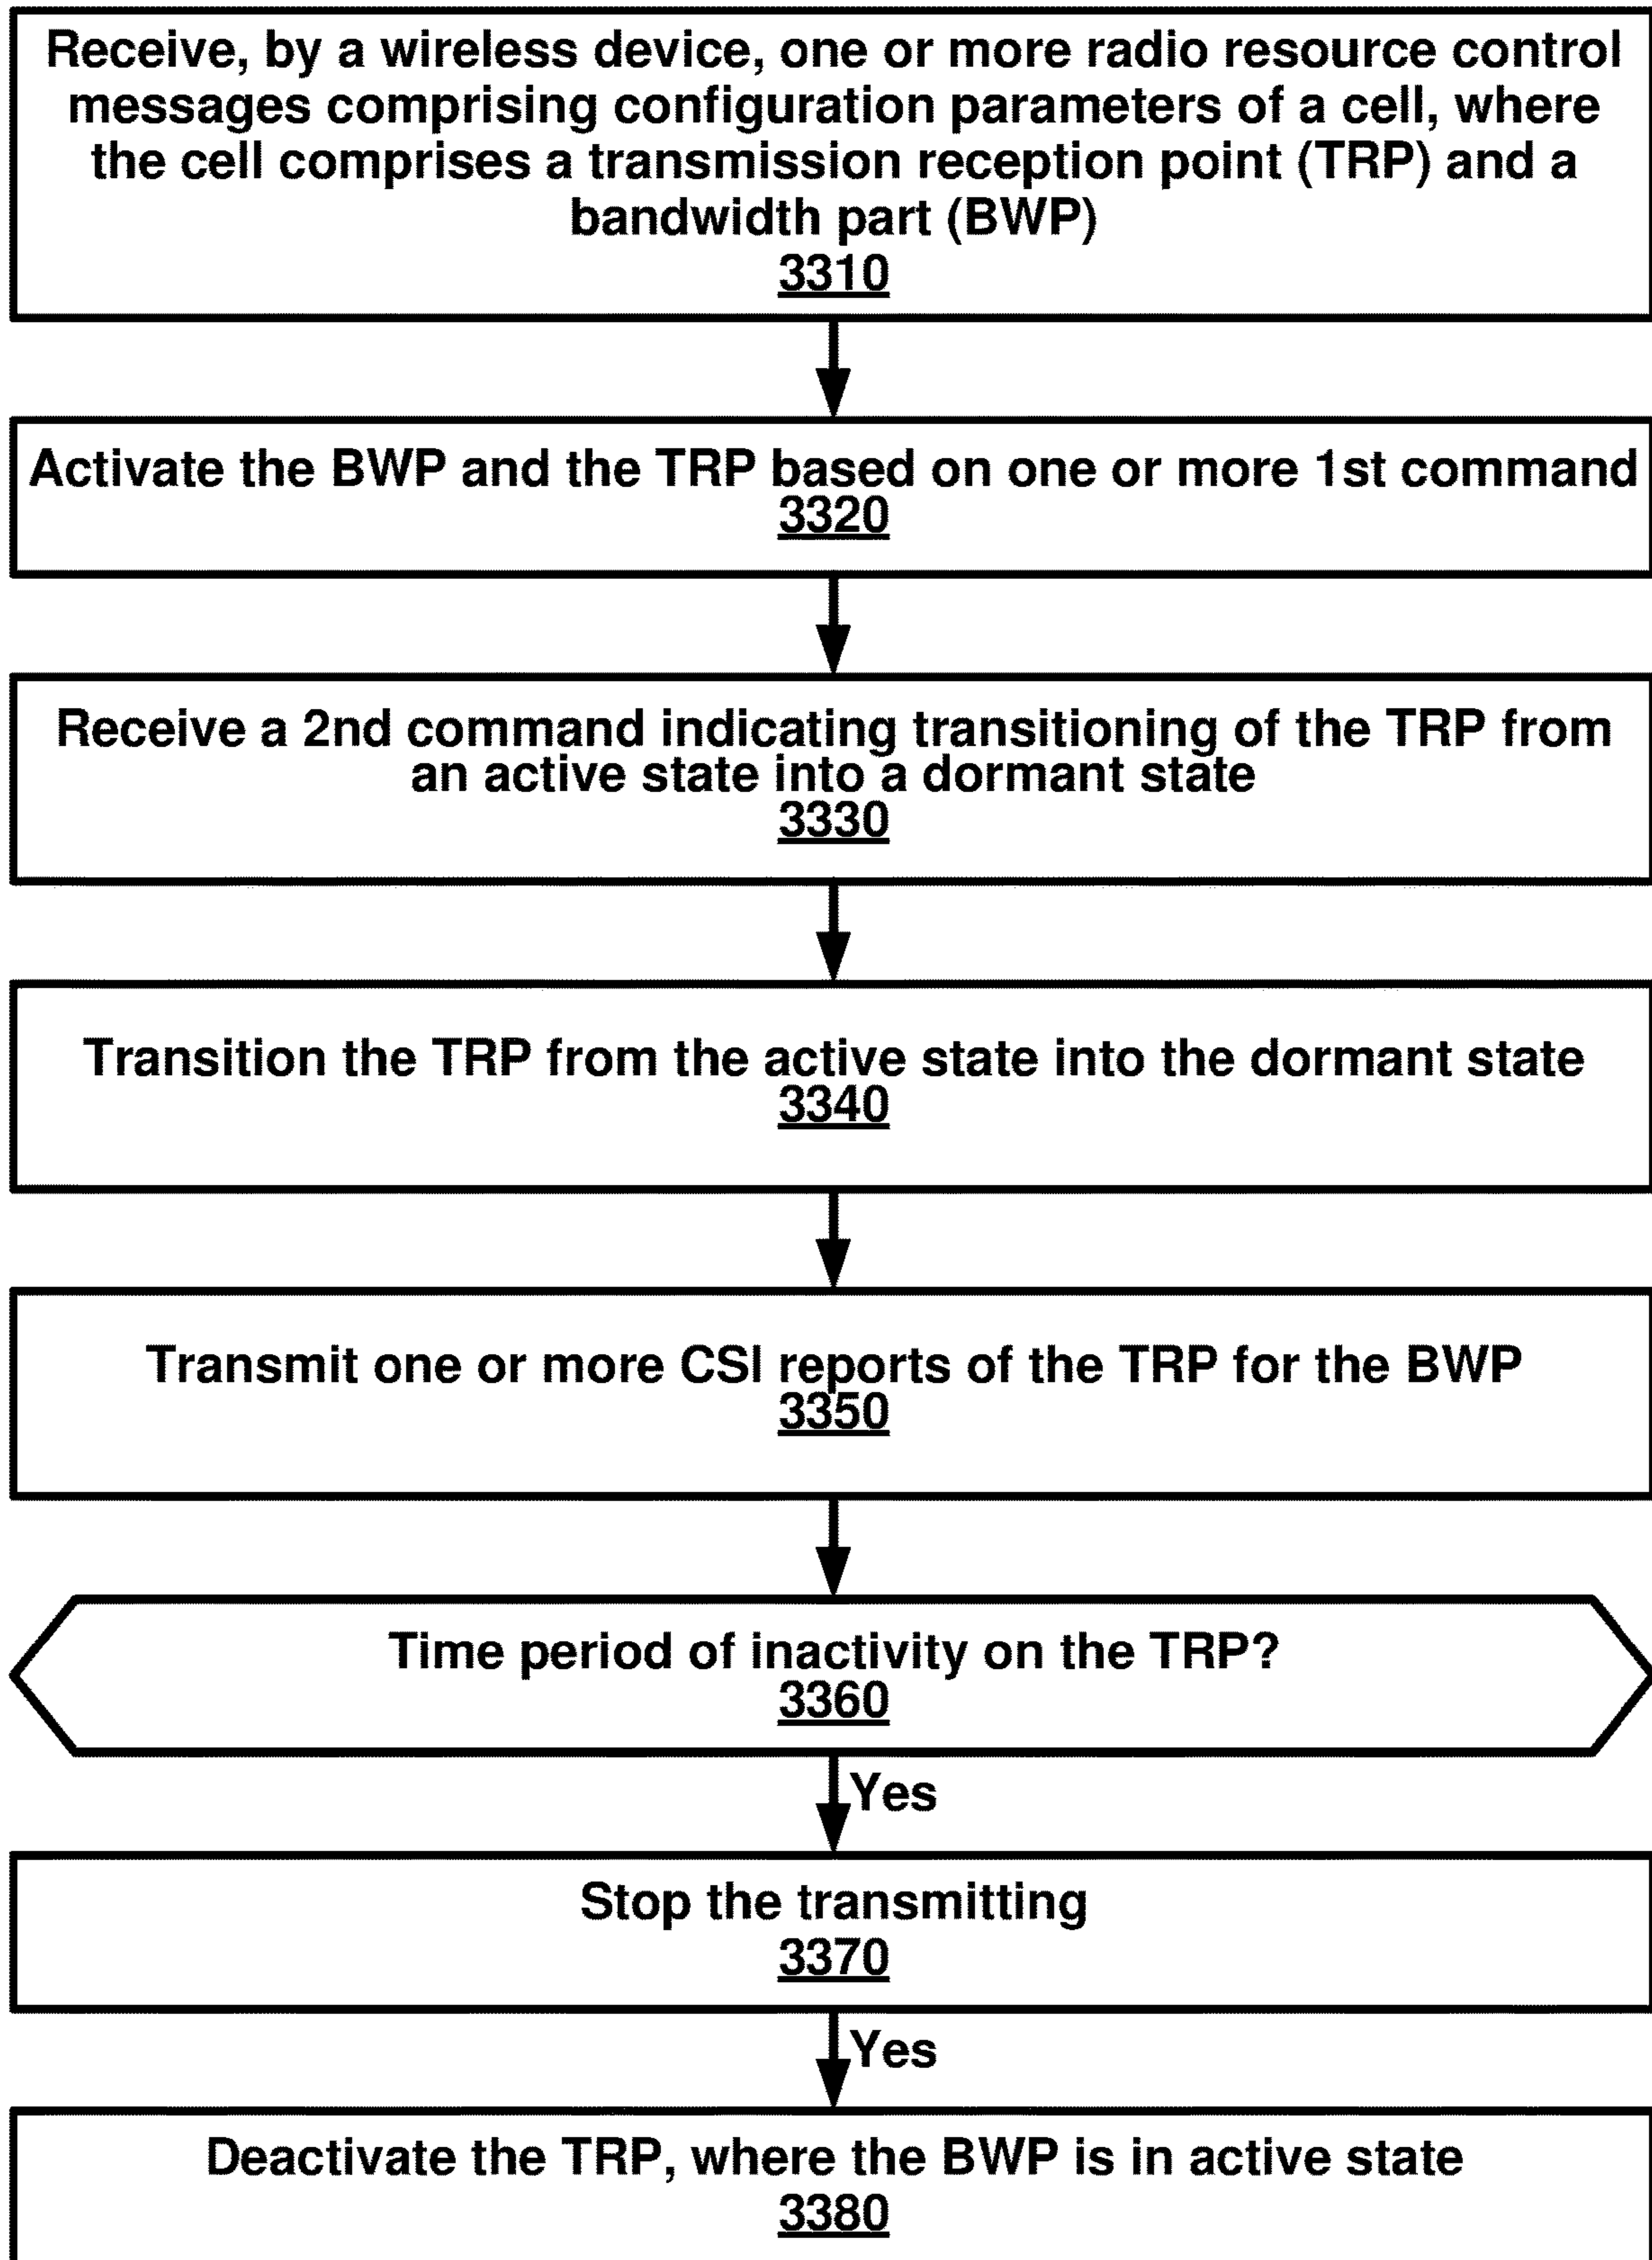 Receive, by a wireless device, one or more radio resource control
messages comprising configuration parameters of a cell, where
the cell comprises a transmission reception point (TRP) and a
bandwidth part (BWP)
3310
Activate the BWP and the TRP based on one or more 1st command
3320
Receive a 2nd command indicating transitioning of the TRP from
an active state into a dormant state
3330
Transition the TRP from the active state into the dormant state
3340
Transmit one or more CSI reports of the TRP for the BWP
3350
Time period of inactivity on the TRP?
3360
Yes
Stop the transmitting
3370
Yes
Deactivate the TRP, where the BWP is in active state
3380